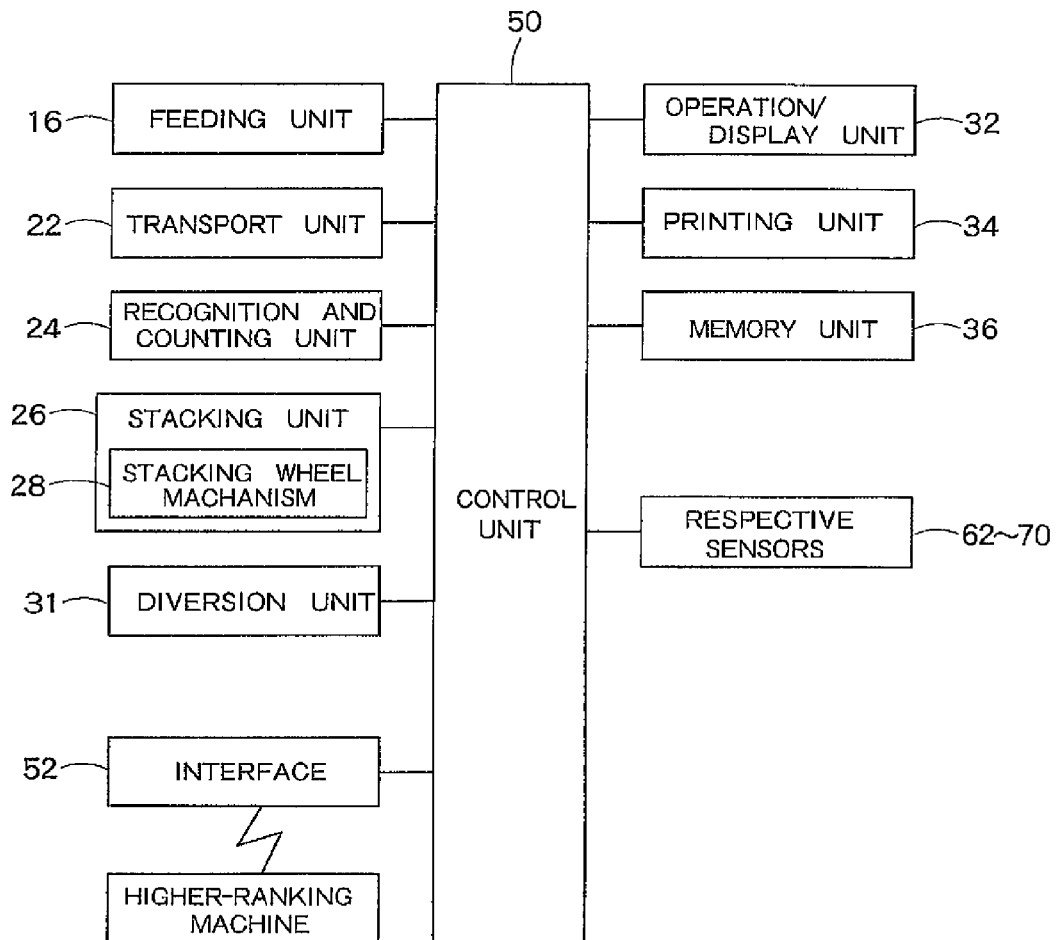 50
16
FEEDING UNIT
OPERATION/
DISPLAY UNIT
32
22
TRANSPORT UNIT
PRINTING UNIT
34
24
RECOGNITION AND
COUNTING UNIT
MEMORY UNIT
36
26
STACKING UNIT
28
STACKING WHEEL
MACHANISM
CONTROL
UNIT
RESPECTIVE
SENSORS
62~70
31
DIVERSION UNIT
52
INTERFACE
HIGHER-RANKING
MACHINE